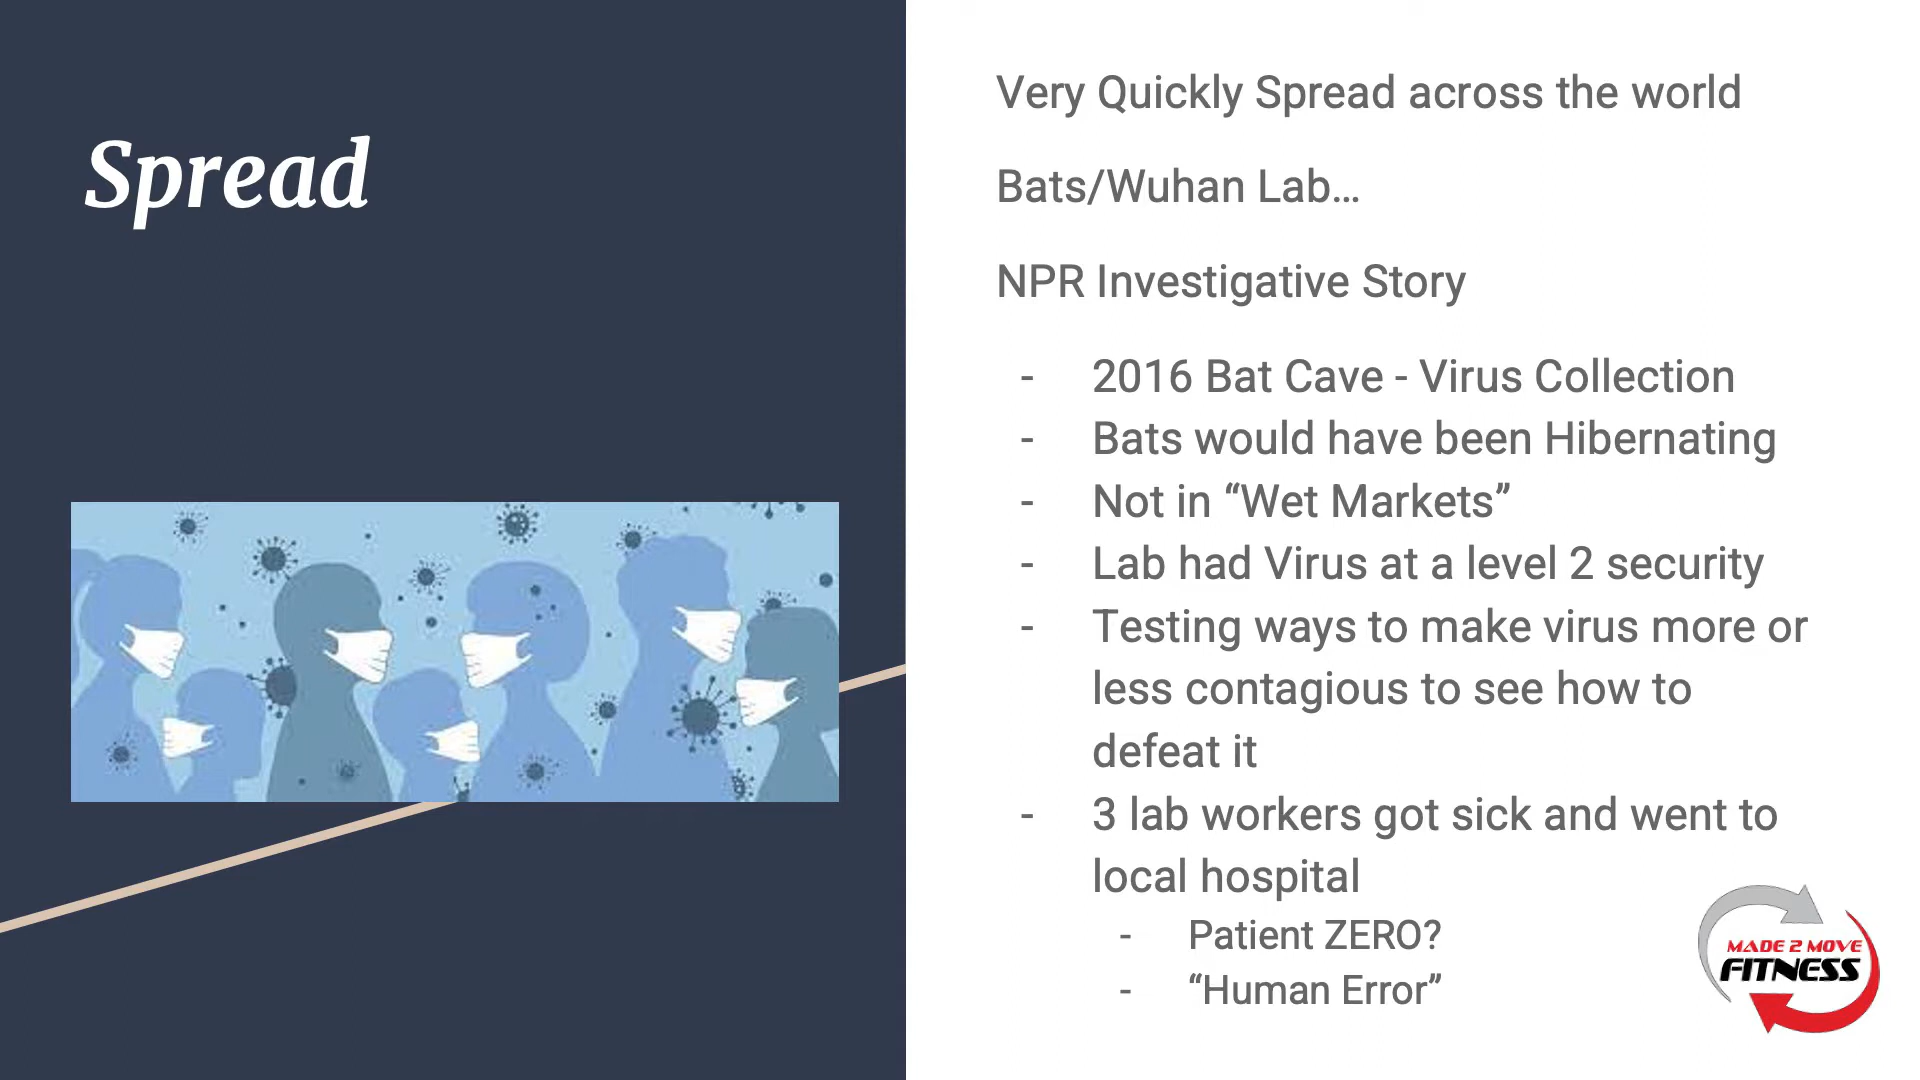 Spread
Very Quickly Spread across the world
Bats/Wuhan Lab…
NPR Investigative Story
- 2016 Bat Cave - Virus Collection
- Bats would have been Hibernating
- Not in “Wet Markets”
- Lab had Virus at a level 2 security
- Testing ways to make virus more or
less contagious to see how to
defeat it
- 3 lab workers got sick and went to
local hospital
- Patient ZERO?
- “Human Error”
MADE 2 MOVE
FITNESS